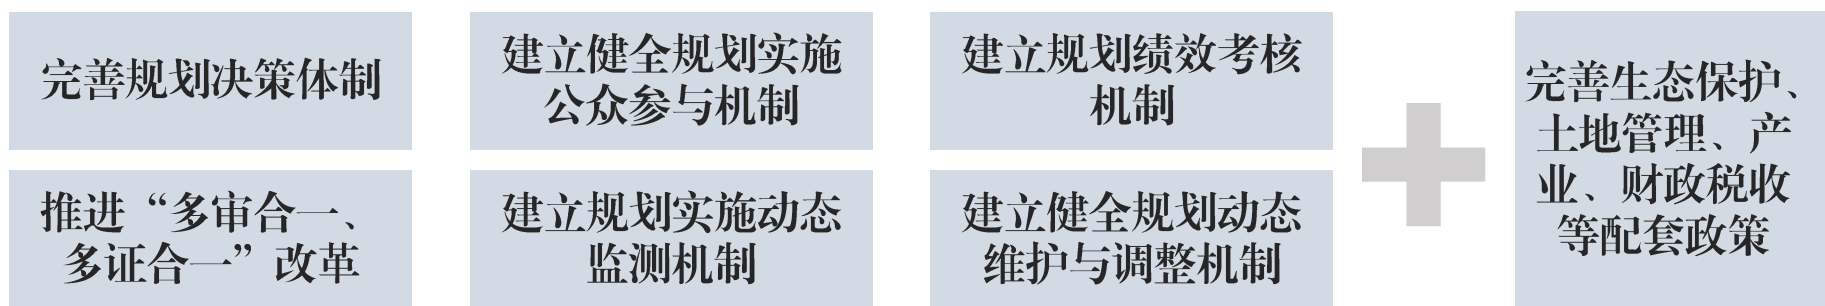 完善规划决策体制
建立健全规划实施
公众参与机制
建立规划绩效考核
机制
推进“多审合一、
多证合一”改革
建立规划实施动态
监测机制
建立健全规划动态
维护与调整机制
完善生态保护、
土地管理、产
业、财政税收
等配套政策